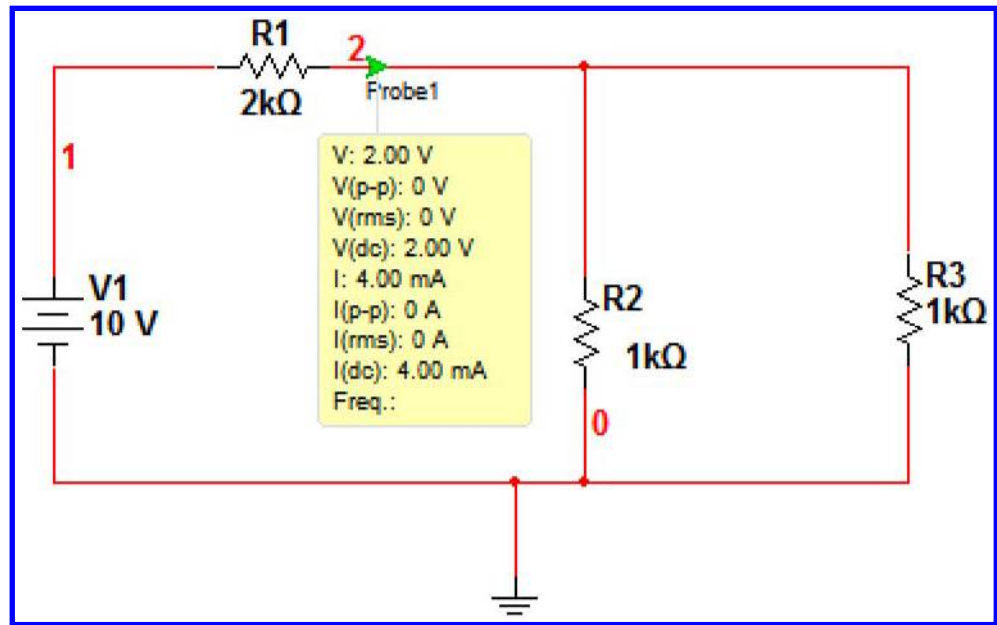 R1
2
2kΩ
Probe1
1
V: 2.00 V
V(p-p): 0 V
V(rms): 0 V
V(dc): 2.00 V
I: 4.00 mA
I(p-p): 0 A
I(rms): 0 A
I(dc): 4.00 mA
Freq.:
V1
10 V
R2
1kΩ
R3
1kΩ
0